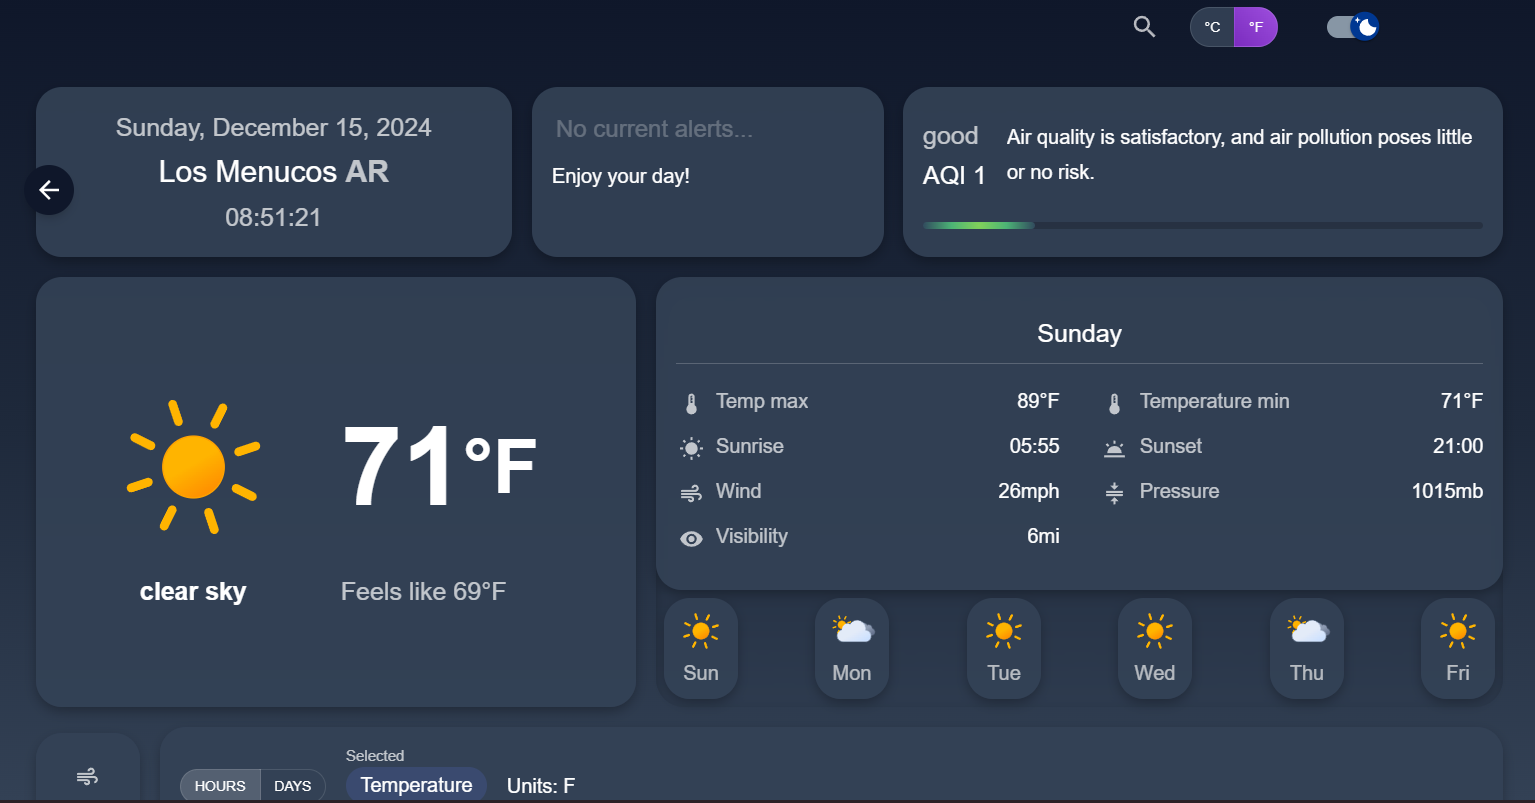 °C °F
Sunday, December 15, 2024
Los Menucos AR
08:51:21
No current alerts...
Enjoy your day!
good
AQI 1
Air quality is satisfactory, and air pollution poses little
or no risk.
71°F
clear sky
Feels like 69°F
Sunday
Temp max 89°F
Temperature min 71°F
Sunrise 05:55
Sunset 21:00
Wind 26mph
Pressure 1015mb
Visibility 6mi
Sun
Mon
Tue
Wed
Thu
Fri
HOURS DAYS
Selected
Temperature
Units: F